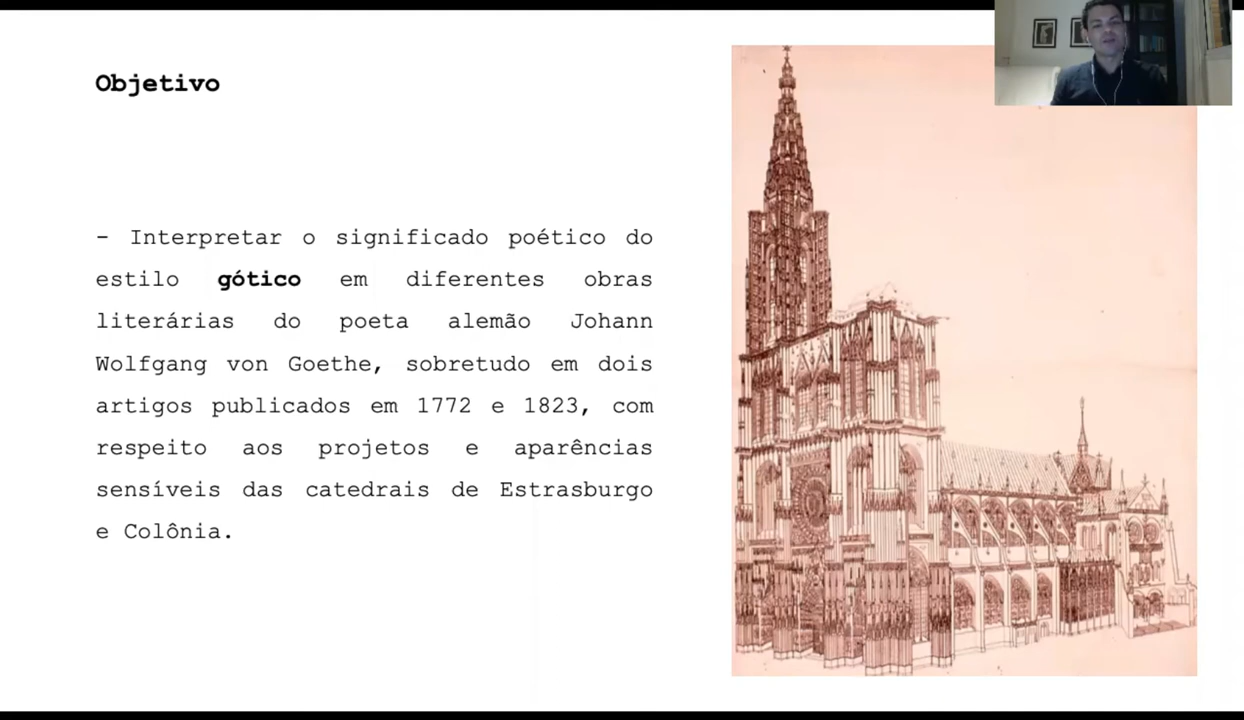 Objetivo
- Interpretar o significado poético do
estilo gótico em diferentes obras
literárias do poeta alemão Johann
Wolfgang von Goethe, sobretudo em dois
artigos publicados em 1772 e 1823, com
respeito aos projetos e aparências
sensíveis das catedrais de Estrasburgo
e Colônia.